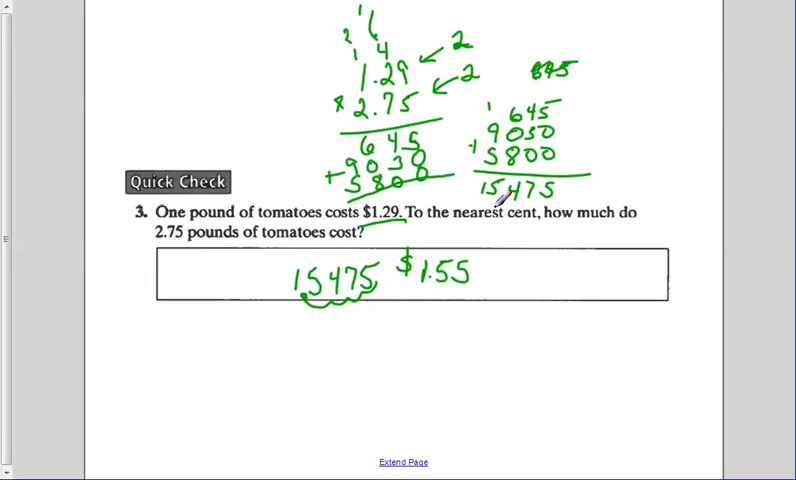 1
2
1 4
1.29 2
× 2.75 2
645
9030
+ 5800
645
1 645
9030
+ 5800
15475
Quick Check
3. One pound of tomatoes costs $1.29. To the nearest cent, how much do
2.75 pounds of tomatoes cost?
15475 $1.55
Extend Page